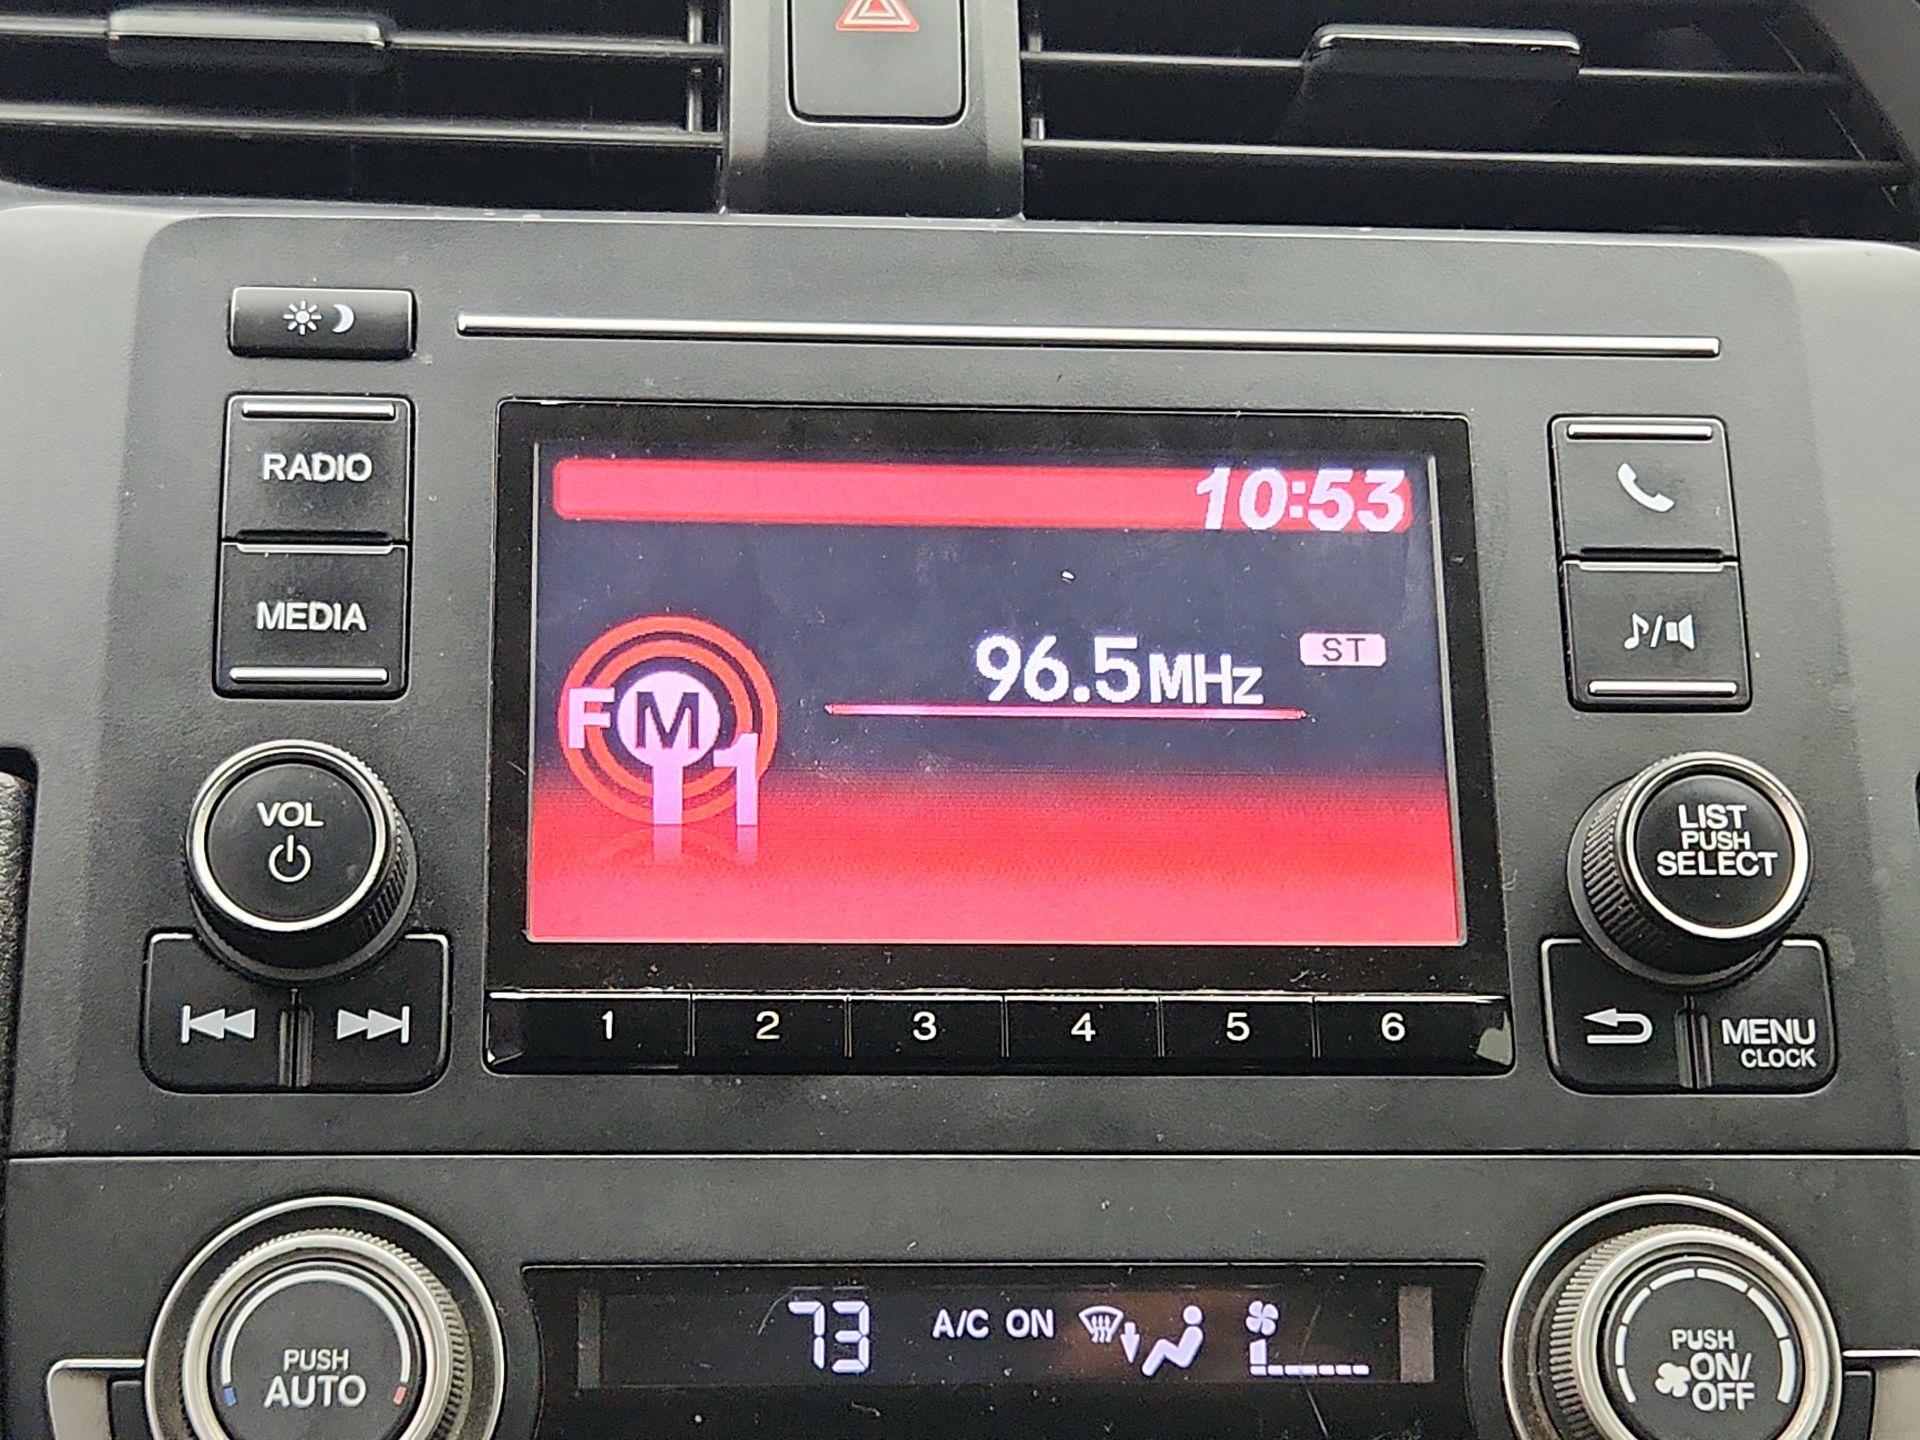 10:53
RADIO
MEDIA
96.5MHz
ST
FM
1
VOL
LIST
PUSH
SELECT
1 2 3 4 5 6
MENU
CLOCK
73 A/C ON
PUSH
AUTO
PUSH
ON/
OFF